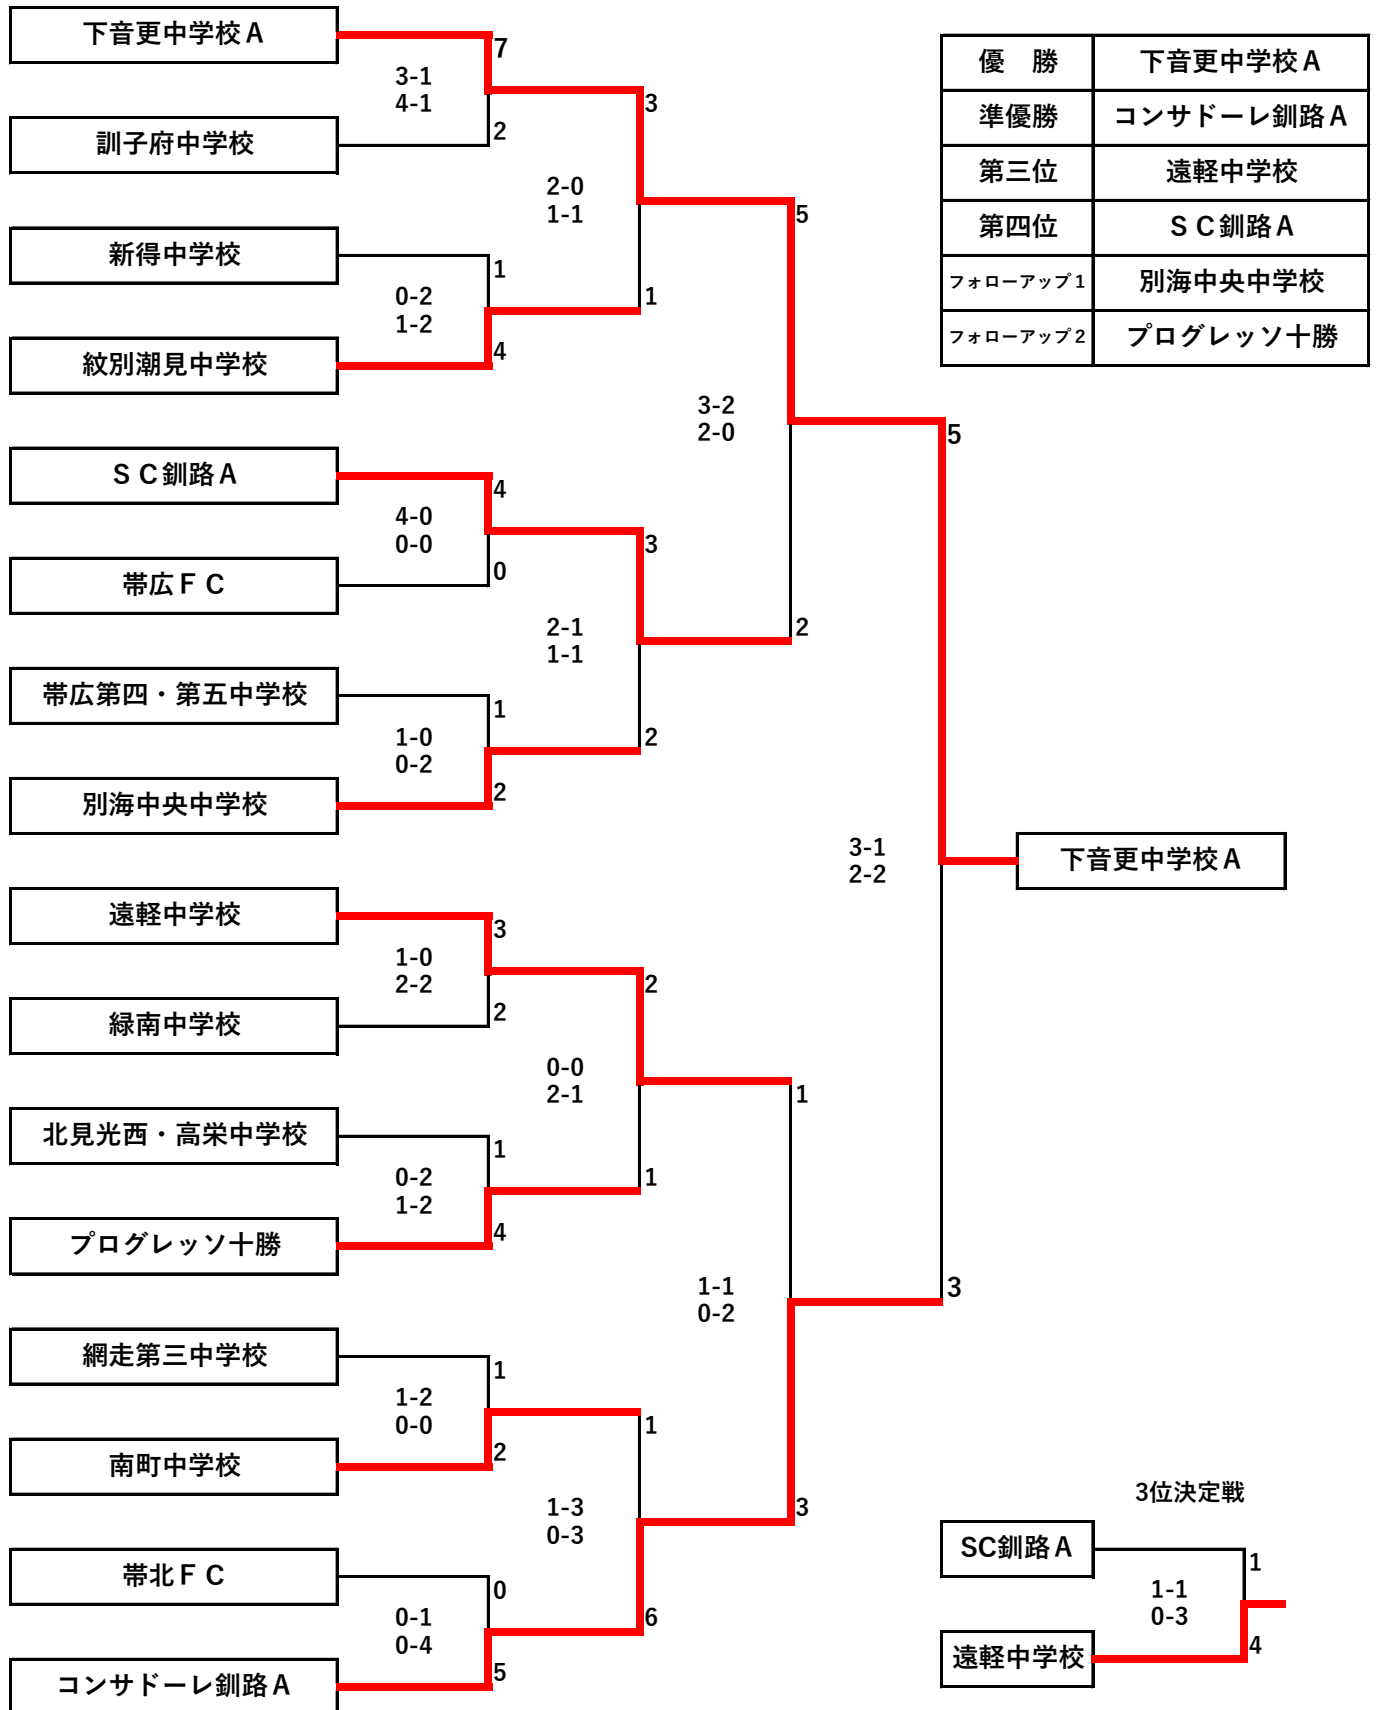 下音更中学校Ａ
7
3-1
4-1
3
訓子府中学校
2
2-0
1-1
5
新得中学校
1
0-2
1-2
1
紋別潮見中学校
4
3-2
2-0
5
ＳＣ釧路Ａ
4
4-0
0-0
3
帯広ＦＣ
0
2-1
1-1
2
帯広第四・第五中学校
1
1-0
0-2
2
別海中央中学校
2
3-1
2-2
下音更中学校Ａ
遠軽中学校
3
1-0
2-2
2
緑南中学校
2
0-0
2-1
1
北見光西・高栄中学校
1
0-2
1-2
1
プログレッソ十勝
4
1-1
0-2
3
網走第三中学校
1
1-2
0-0
1
南町中学校
2
1-3
0-3
3
帯北ＦＣ
0
0-1
0-4
6
コンサドーレ釧路Ａ
5
優　勝 下音更中学校Ａ
準優勝 コンサドーレ釧路Ａ
第三位 遠軽中学校
第四位 ＳＣ釧路Ａ
フォローアップ1 別海中央中学校
フォローアップ2 プログレッソ十勝
3位決定戦
SC釧路Ａ
1
1-1
0-3
遠軽中学校
4